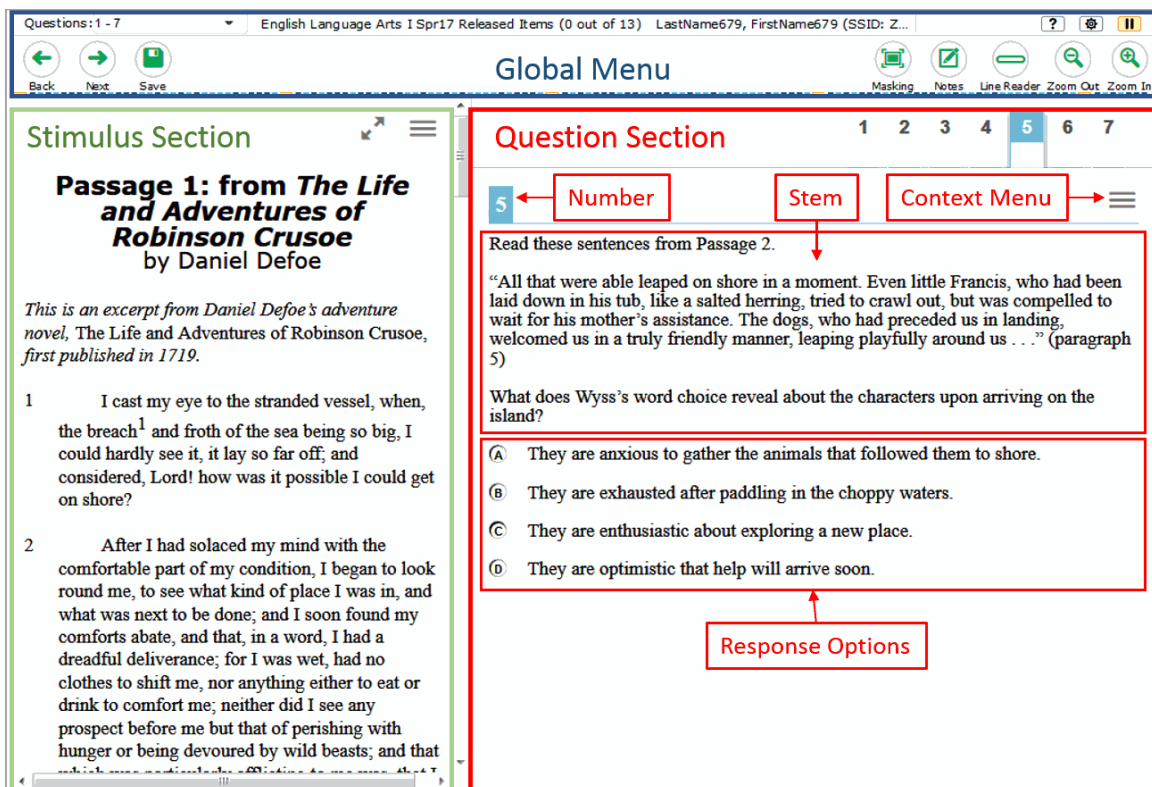 Questions: 1 - 7
English Language Arts I Spr17 Released Items (0 out of 13) LastName679, FirstName679 (SSID: Z...
?
Back
Next
Save
Global Menu
Masking
Notes
Line Reader
Zoom Out
Zoom In
Stimulus Section
Passage 1: from The Life
and Adventures of
Robinson Crusoe
by Daniel Defoe
This is an excerpt from Daniel Defoe’s adventure
novel, The Life and Adventures of Robinson Crusoe,
first published in 1719.
1 I cast my eye to the stranded vessel, when,
the breach1 and froth of the sea being so big, I
could hardly see it, it lay so far off; and
considered, Lord! how was it possible I could get
on shore?
2 After I had solaced my mind with the
comfortable part of my condition, I began to look
round me, to see what kind of place I was in, and
what was next to be done; and I soon found my
comforts abate, and that, in a word, I had a
dreadful deliverance; for I was wet, had no
clothes to shift me, nor anything either to eat or
drink to comfort me; neither did I see any
prospect before me but that of perishing with
hunger or being devoured by wild beasts; and that
Question Section
1 2 3 4 5 6 7
5
Number
Stem
Context Menu
Read these sentences from Passage 2.
“All that were able leaped on shore in a moment. Even little Francis, who had been
laid down in his tub, like a salted herring, tried to crawl out, but was compelled to
wait for his mother’s assistance. The dogs, who had preceded us in landing,
welcomed us in a truly friendly manner, leaping playfully around us . . .” (paragraph
5)
What does Wyss’s word choice reveal about the characters upon arriving on the
island?
A They are anxious to gather the animals that followed them to shore.
B They are exhausted after paddling in the choppy waters.
C They are enthusiastic about exploring a new place.
D They are optimistic that help will arrive soon.
Response Options